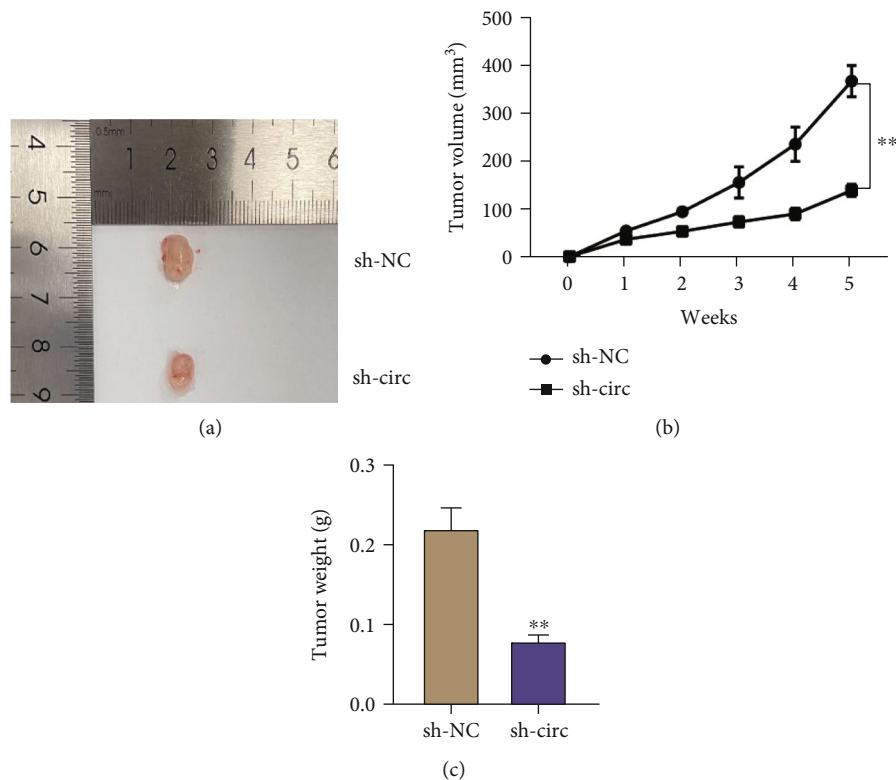 0.5mm
1 2 3 4 5 6
mm
4
5
6
7
8
9
sh-NC
sh-circ
(a)
Tumor volume (mm³)
500
400
300
200
100
0
**
0 1 2 3 4 5
Weeks
sh-NC
sh-circ
(b)
Tumor weight (g)
0.3
0.2
0.1
0.0
**
sh-NC sh-circ
(c)